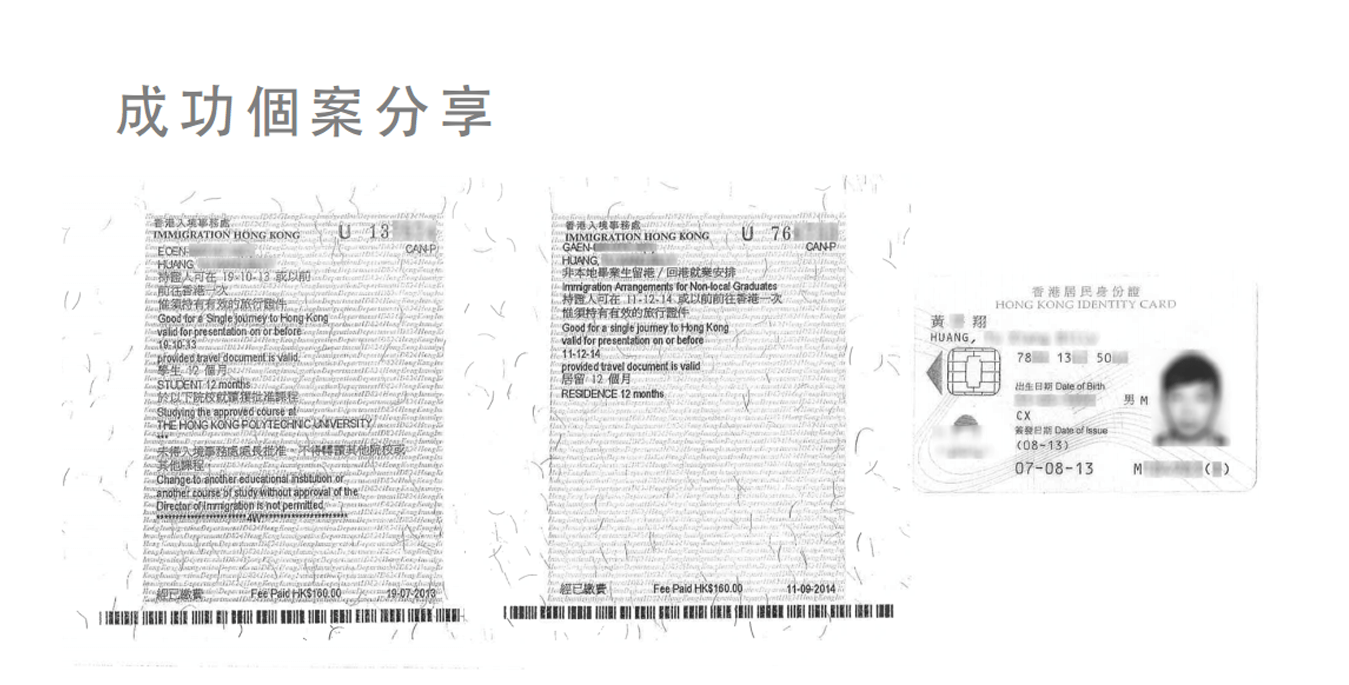 成功個案分享
香港入境事務處
IMMIGRATION HONG KONG
U 13
CAN-P
EOEN-
HUANG
持證人可在 19-10-13 或以前
前往香港一次
惟須持有有效的旅行證件
Good for a Single journey to Hong Kong
valid for presentation on or before
19-10-13
provided travel document is valid
學生 12 個月
STUDENT 12 months
於以下院校就讀獲批准課程
Studying the approved course at
THE HONG KONG POLYTECHNIC UNIVERSITY
***
未得入境事務處處長批准,不得轉讀其他院校或
其他課程
Change to another educational institution or
another course of study without approval of the
Director of Immigration is not permitted
經已繳費 Fee Paid HK$160.00 19-07-2013
香港入境事務處
IMMIGRATION HONG KONG
U 76
CAN-P
GAEN-
HUANG,
非本地畢業生留港/回港就業安排
Immigration Arrangements for Non-local Graduates
持證人可在 11-12-14 或以前前往香港一次
惟須持有有效的旅行證件
Good for a single journey to Hong Kong
valid for presentation on or before
11-12-14
provided travel document is valid
居留 12 個月
RESIDENCE 12 months
經已繳費 Fee Paid HK$160.00 11-09-2014
香港居民身份證
HONG KONG IDENTITY CARD
黃 翔
HUANG,
78 13 50
出生日期 Date of Birth
男 M
CX
簽發日期 Date of Issue
(08-13)
07-08-13
M ( )